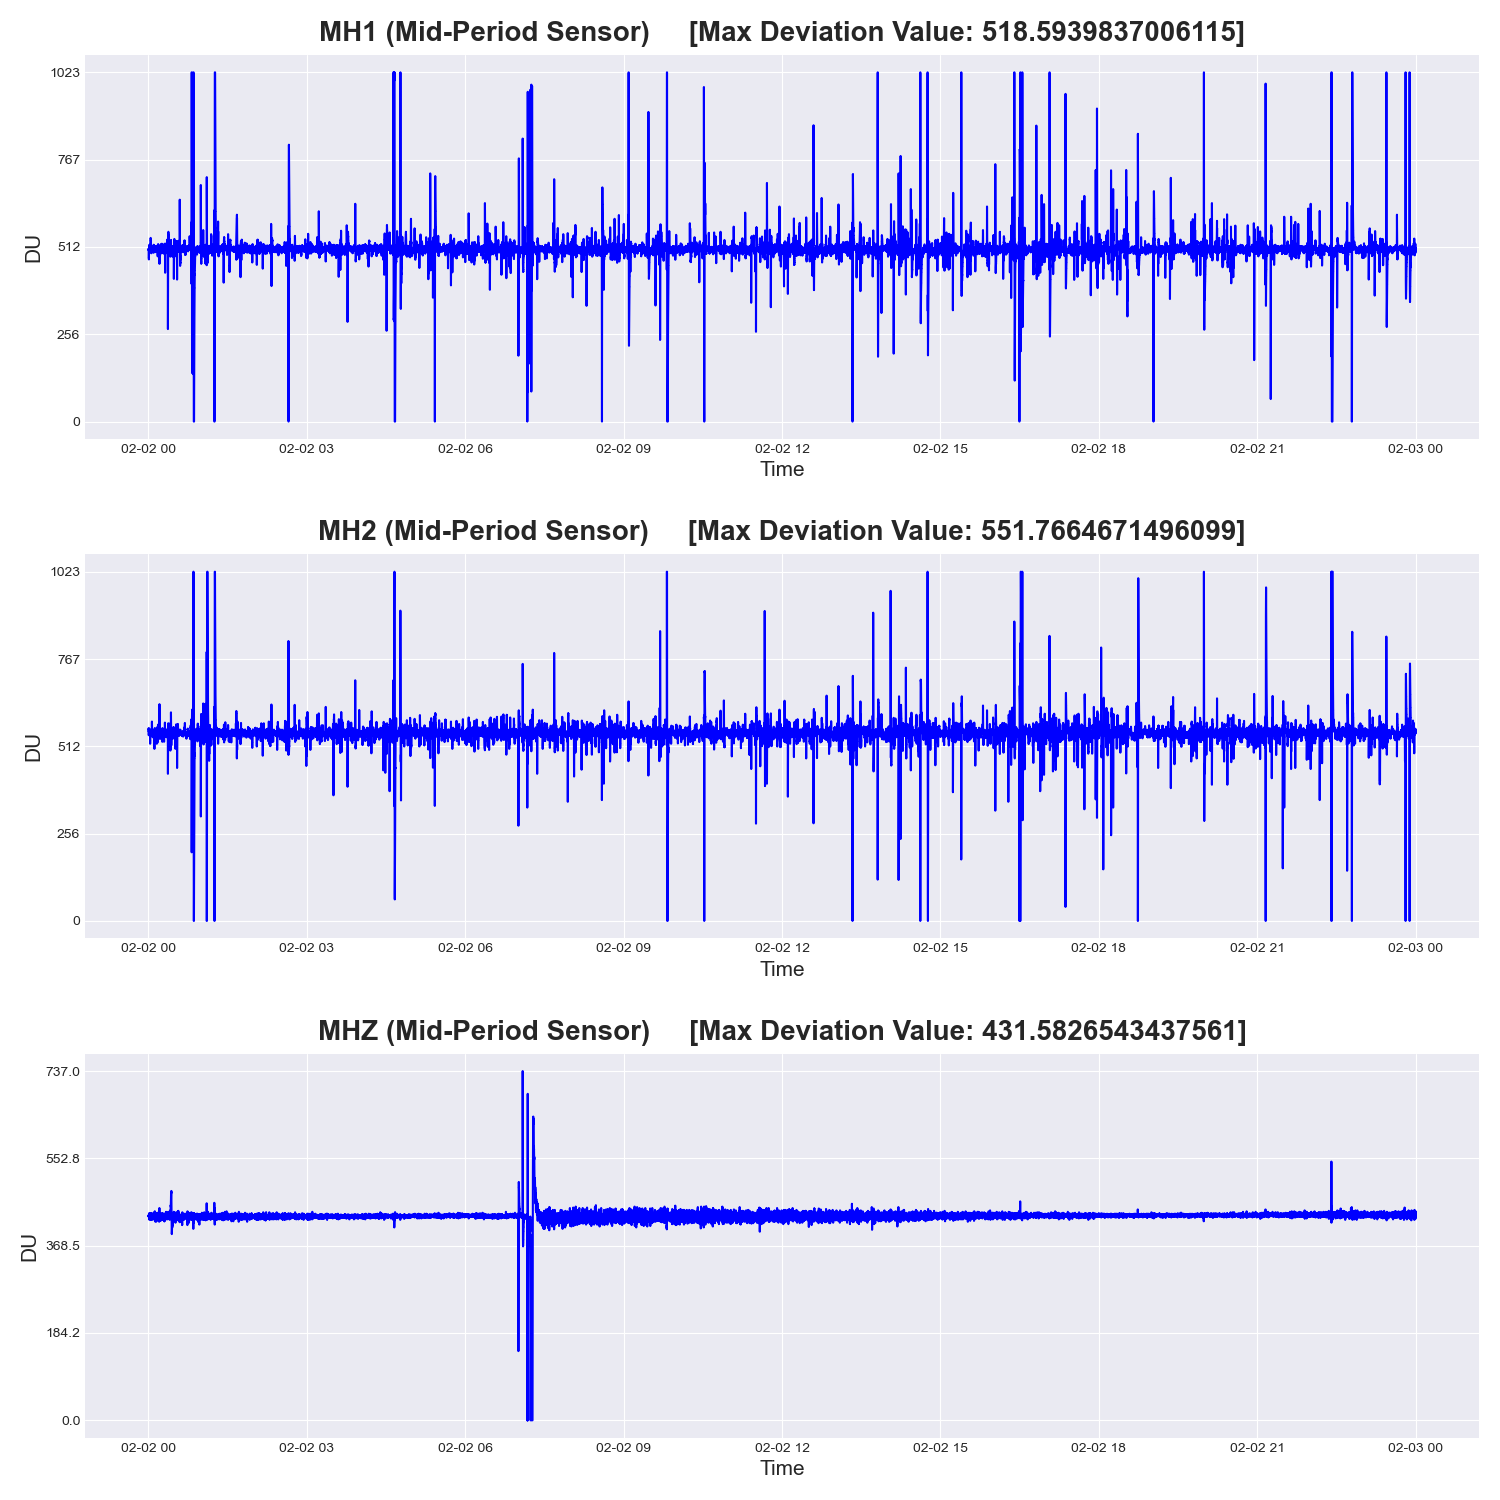 MH1 (Mid-Period Sensor) [Max Deviation Value: 518.5939837006115]
1023
767
512
256
0
DU
02-02 00 02-02 03 02-02 06 02-02 09 02-02 12 02-02 15 02-02 18 02-02 21 02-03 00
Time
MH2 (Mid-Period Sensor) [Max Deviation Value: 551.7664671496099]
1023
767
512
256
0
DU
02-02 00 02-02 03 02-02 06 02-02 09 02-02 12 02-02 15 02-02 18 02-02 21 02-03 00
Time
MHZ (Mid-Period Sensor) [Max Deviation Value: 431.5826543437561]
737.0
552.8
368.5
184.2
0.0
DU
02-02 00 02-02 03 02-02 06 02-02 09 02-02 12 02-02 15 02-02 18 02-02 21 02-03 00
Time